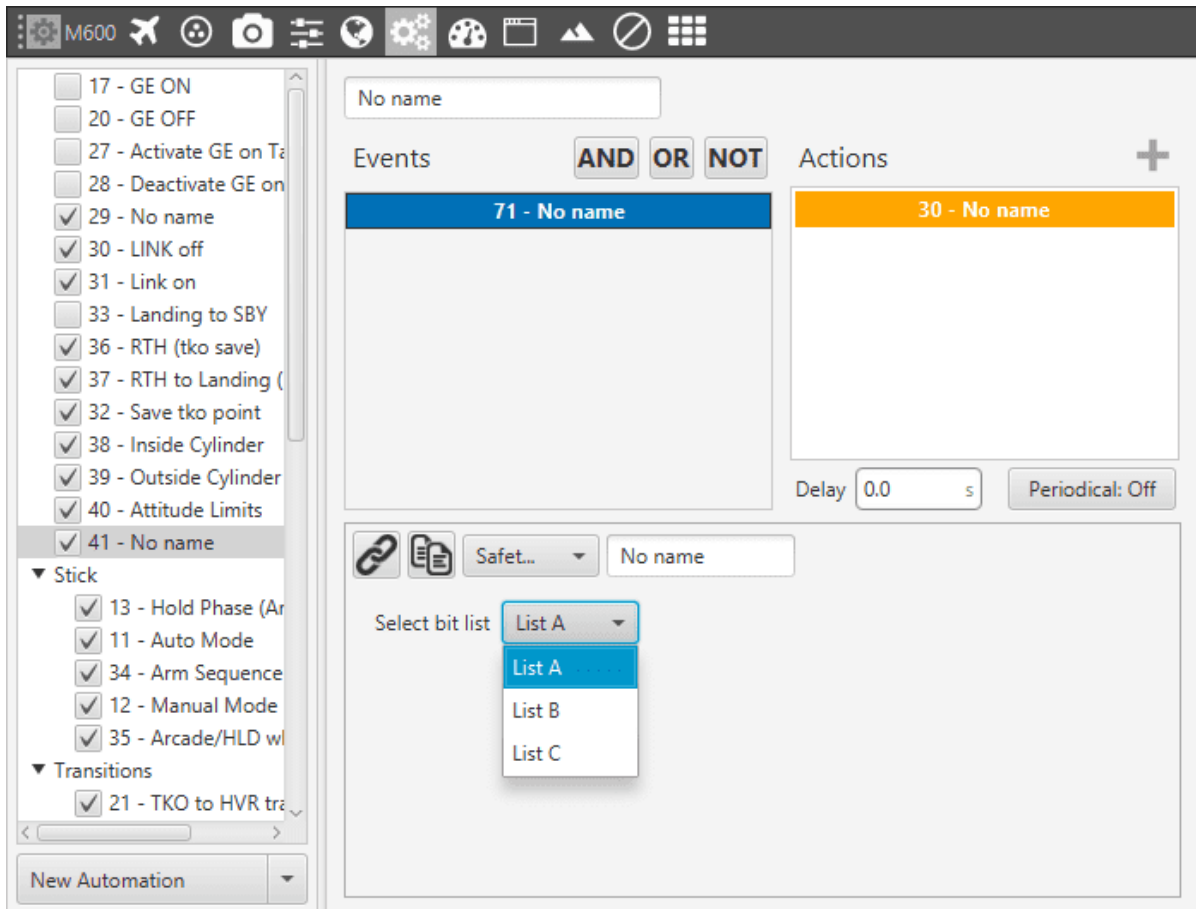 M600
17 - GE ON
20 - GE OFF
27 - Activate GE on Ta
28 - Deactivate GE on
29 - No name
30 - LINK off
31 - Link on
33 - Landing to SBY
36 - RTH (tko save)
37 - RTH to Landing (
32 - Save tko point
38 - Inside Cylinder
39 - Outside Cylinder
40 - Attitude Limits
41 - No name
Stick
13 - Hold Phase (Ar
11 - Auto Mode
34 - Arm Sequence
12 - Manual Mode
35 - Arcade/HLD wl
Transitions
21 - TKO to HVR tra
New Automation
No name
Events AND OR NOT
71 - No name
Actions
30 - No name
Delay 0.0 s Periodical: Off
Safet... No name
Select bit list List A
List A
List B
List C